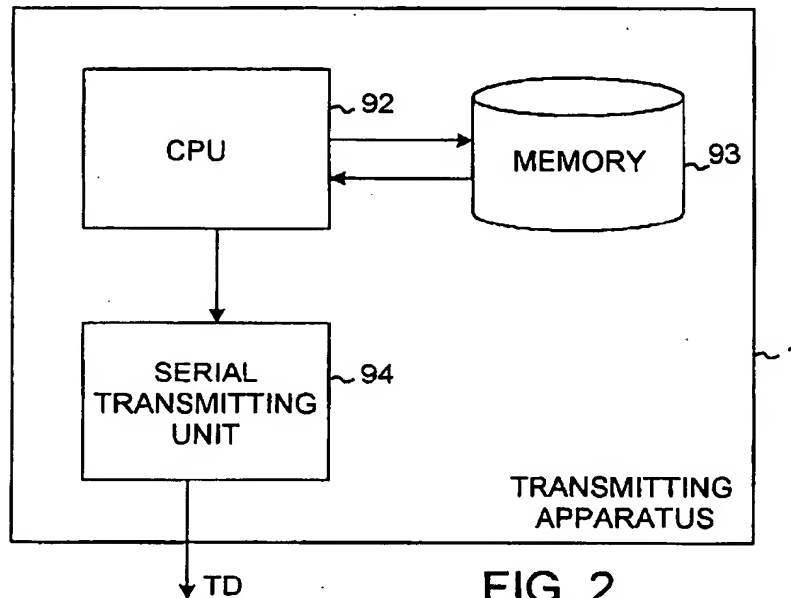 CPU
92
MEMORY
93
SERIAL
TRANSMITTING
UNIT
94
TRANSMITTING
APPARATUS
TD
FIG. 2